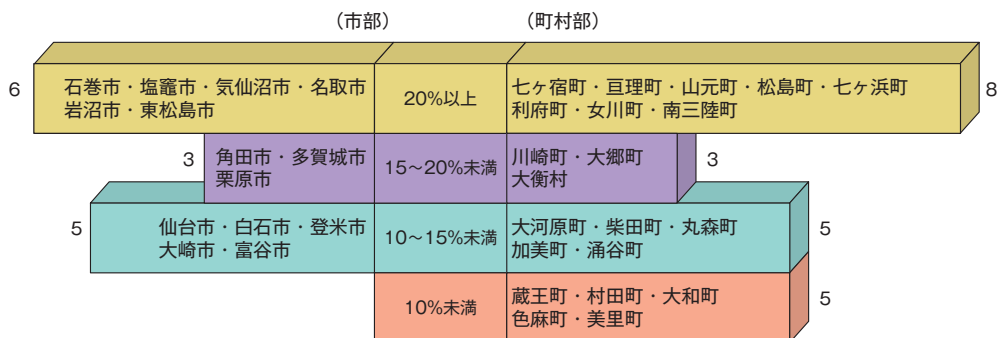 (市部)
(町村部)
6
石巻市・塩竈市・気仙沼市・名取市
岩沼市・東松島市
20%以上
七ヶ宿町・亘理町・山元町・松島町・七ヶ浜町
利府町・女川町・南三陸町
8
3
角田市・多賀城市
栗原市
15〜20%未満
川崎町・大郷町
大衡村
3
5
仙台市・白石市・登米市
大崎市・富谷市
10〜15%未満
大河原町・柴田町・丸森町
加美町・涌谷町
5
10%未満
蔵王町・村田町・大和町
色麻町・美里町
5